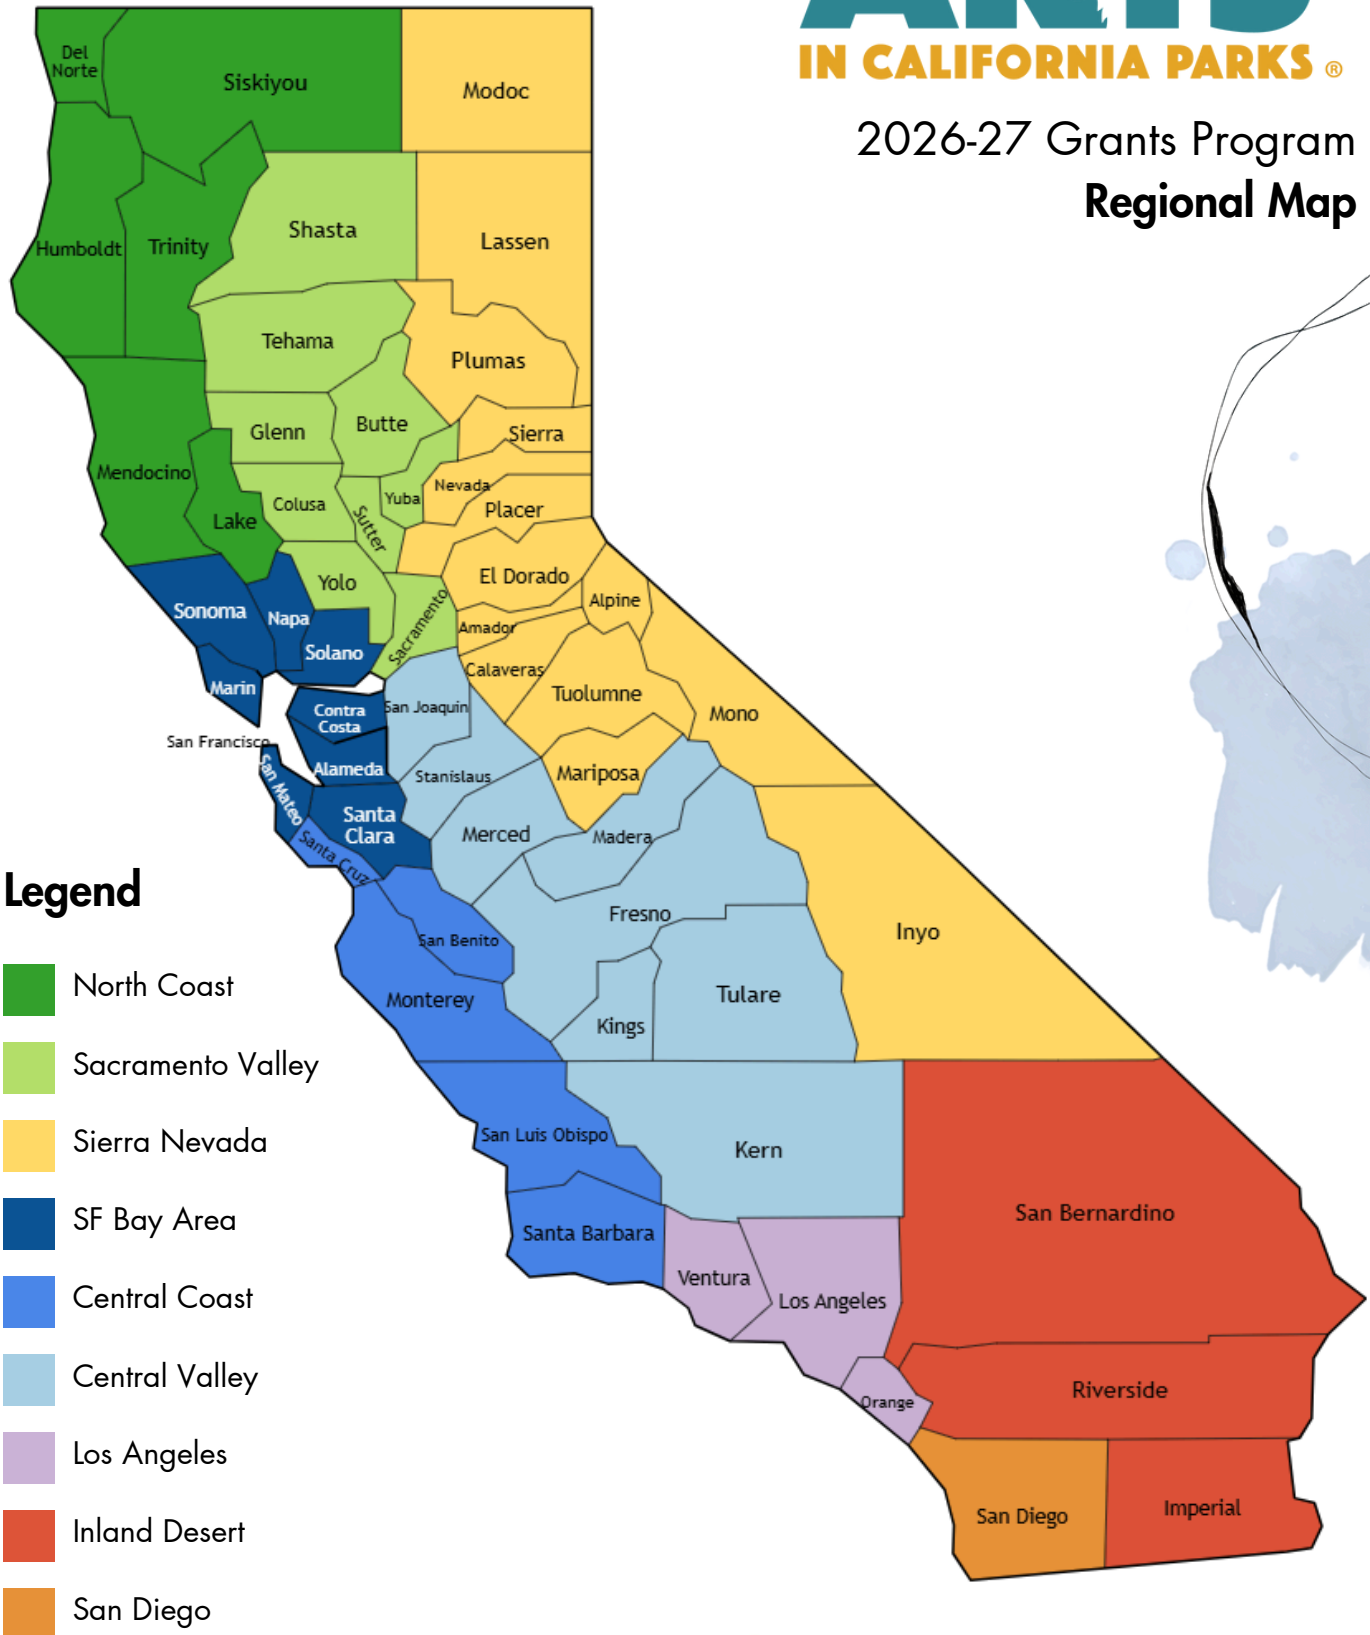 ARTS
IN CALIFORNIA PARKS ®
2026-27 Grants Program
Regional Map
Del
Norte
Siskiyou
Modoc
Humboldt
Trinity
Shasta
Lassen
Tehama
Plumas
Glenn
Butte
Sierra
Mendocino
Nevada
Yuba
Colusa
Placer
Lake
Sutter
Yolo
El Dorado
Sonoma
Napa
Sacramento
Alpine
Amador
Solano
Calaveras
Marin
Tuolumne
Contra
Costa
San Joaquin
Mono
San Francisco
Alameda
Stanislaus
Mariposa
San Mateo
Santa
Clara
Merced
Madera
Santa Cruz
Fresno
Inyo
San Benito
Monterey
Tulare
Kings
San Luis Obispo
Kern
San Bernardino
Santa Barbara
Ventura
Los Angeles
Riverside
Orange
San Diego
Imperial
Legend
North Coast
Sacramento Valley
Sierra Nevada
SF Bay Area
Central Coast
Central Valley
Los Angeles
Inland Desert
San Diego